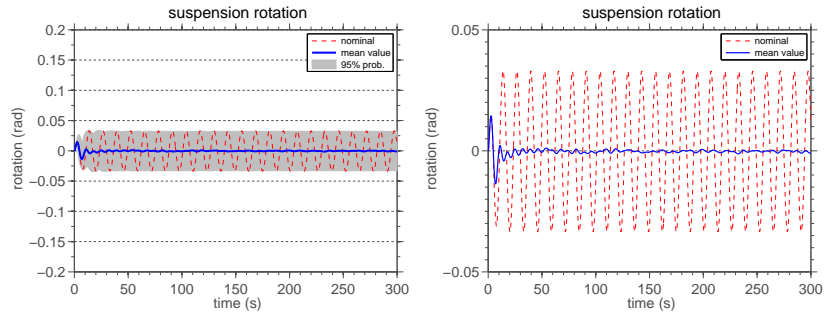 suspension rotation
0.2
0.15
0.1
0.05
0
−0.05
−0.1
−0.15
−0.2
rotation (rad)
nominal
mean value
95% prob.
0 50 100 150 200 250 300
time (s)
suspension rotation
0.05
0
−0.05
rotation (rad)
nominal
mean value
0 50 100 150 200 250 300
time (s)